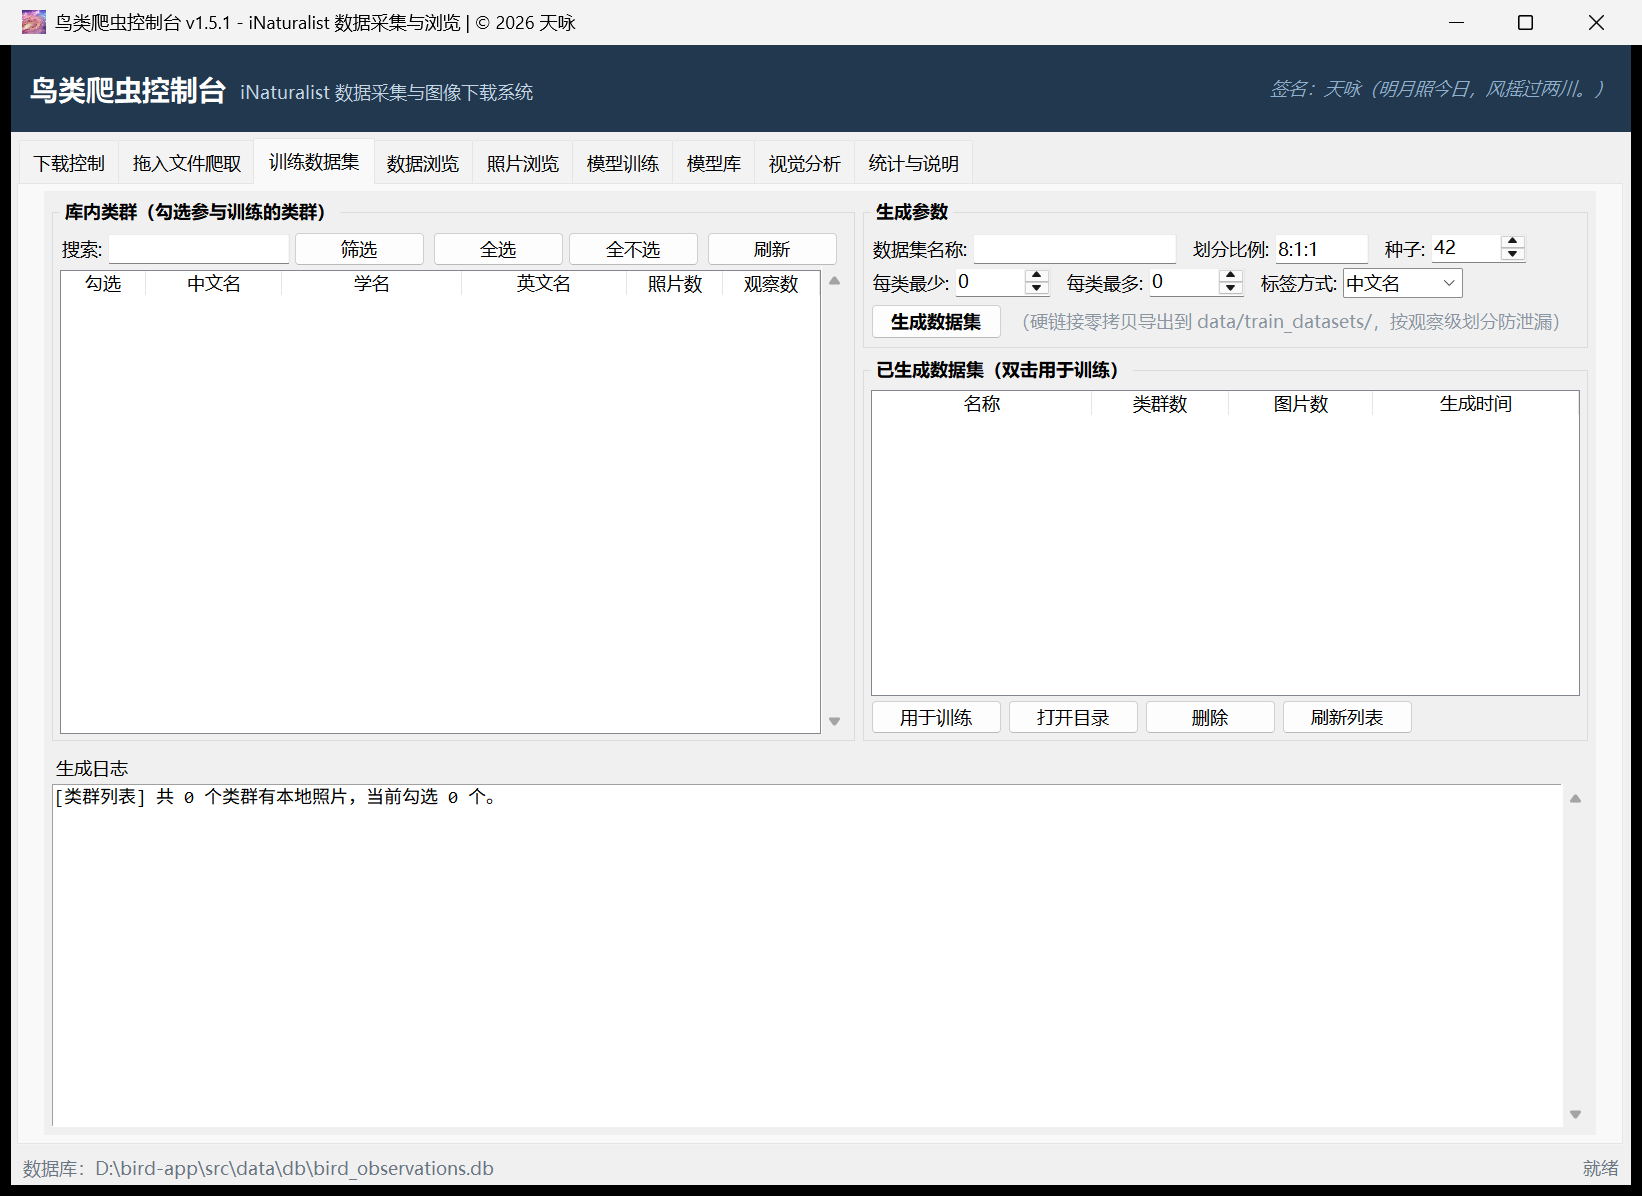 鸟类爬虫控制台 v1.5.1 - iNaturalist 数据采集与浏览 | © 2026 天咏
鸟类爬虫控制台 iNaturalist 数据采集与图像下载系统
签名：天咏（明月照今日，风摇过两川。）
下载控制 拖入文件爬取 训练数据集 数据浏览 照片浏览 模型训练 模型库 视觉分析 统计与说明
库内类群（勾选参与训练的类群）
搜索: 筛选 全选 全不选 刷新
勾选 中文名 学名 英文名 照片数 观察数
生成参数
数据集名称: 划分比例: 8:1:1 种子: 42
每类最少: 0 每类最多: 0 标签方式: 中文名
生成数据集 （硬链接零拷贝导出到 data/train_datasets/，按观察级划分防泄漏）
已生成数据集（双击用于训练）
名称 类群数 图片数 生成时间
用于训练 打开目录 删除 刷新列表
生成日志
[类群列表] 共 0 个类群有本地照片，当前勾选 0 个。
数据库：D:\bird-app\src\data\db\bird_observations.db
就绪